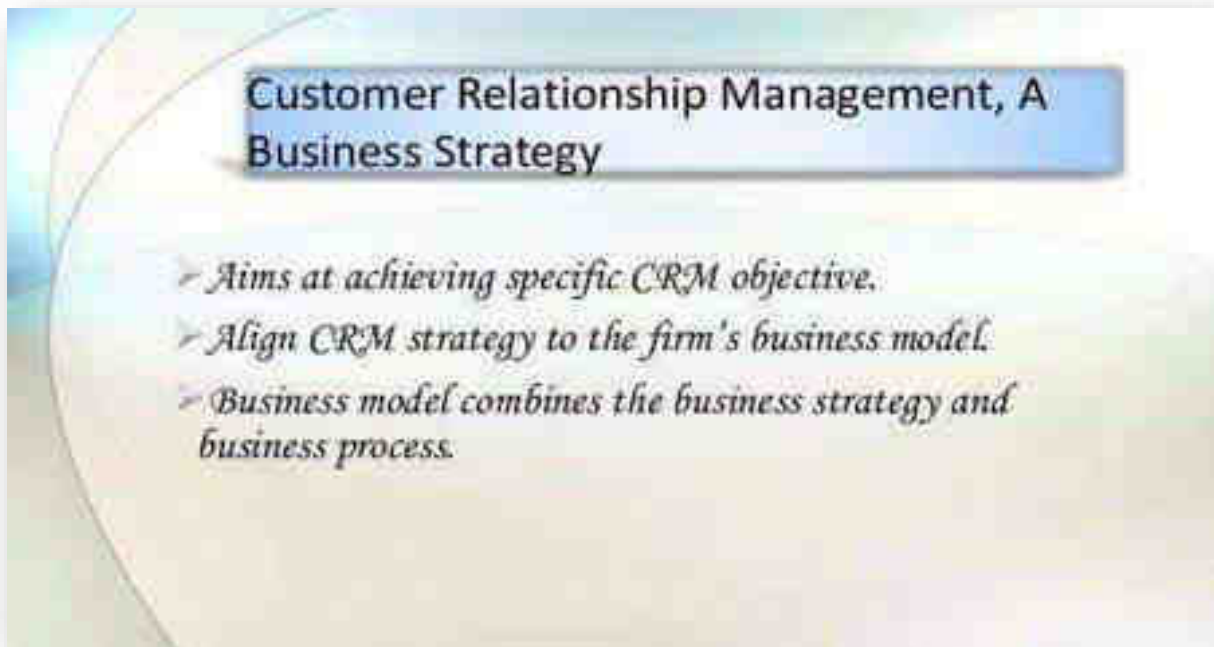 Customer Relationship Management, A
Business Strategy
➢ Aims at achieving specific CRM objective.
➢ Align CRM strategy to the firm's business model.
➢ Business model combines the business strategy and
business process.